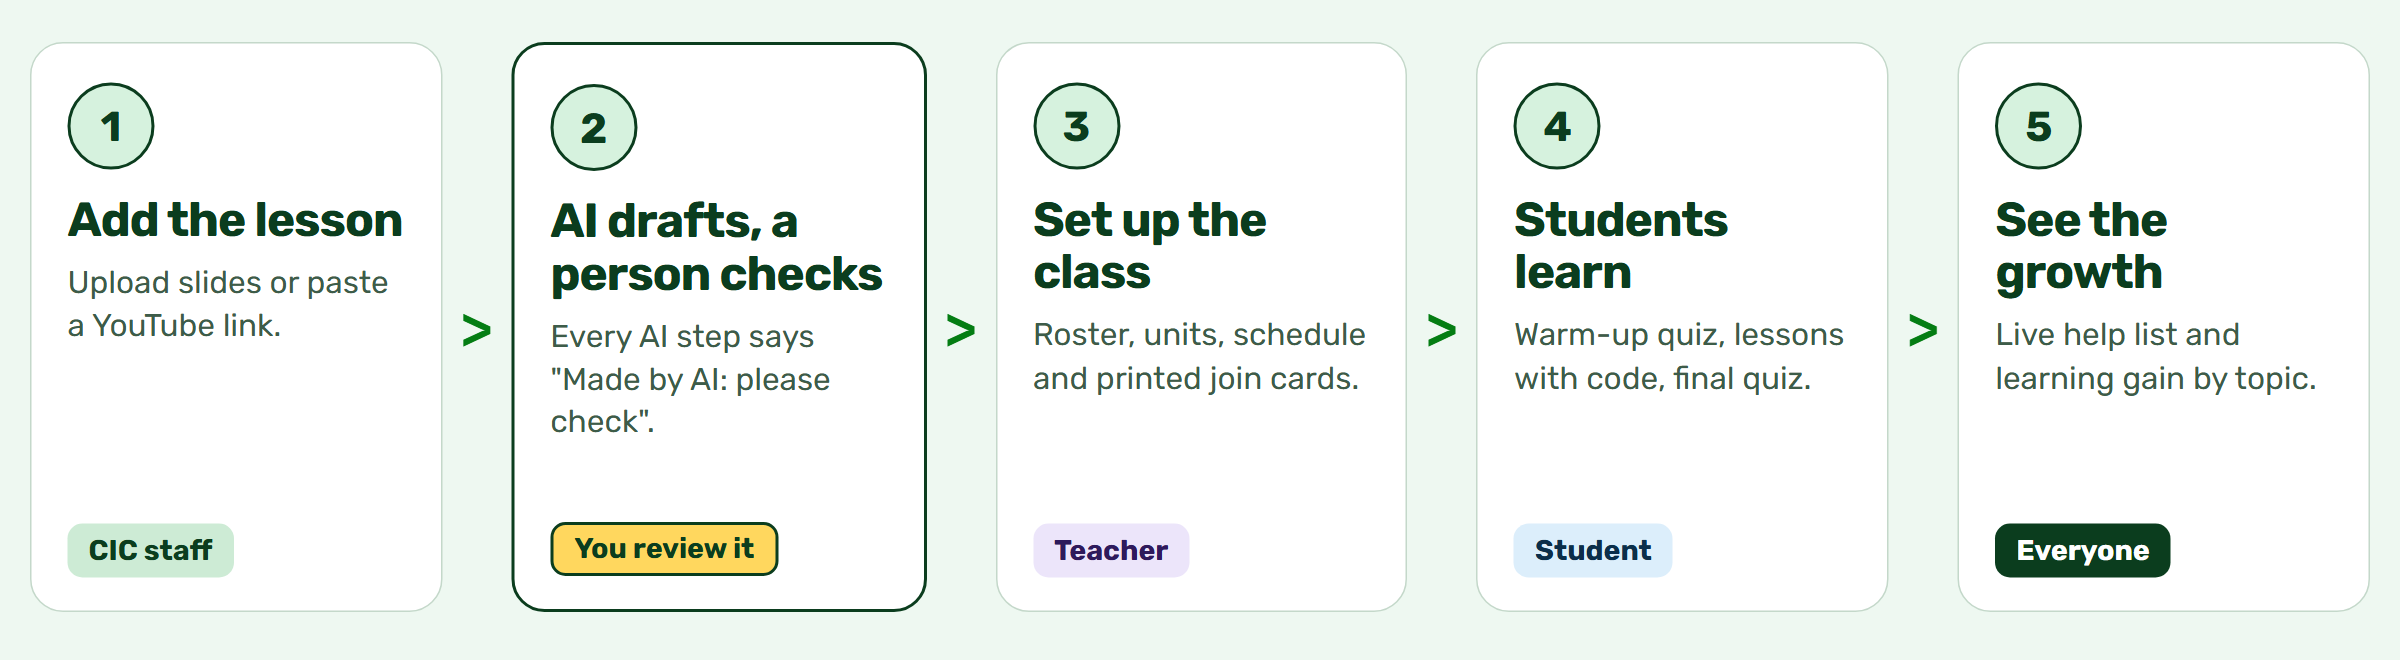 1
Add the lesson
Upload slides or paste
a YouTube link.
CIC staff
>
2
AI drafts, a
person checks
Every AI step says
"Made by AI: please
check".
You review it
>
3
Set up the
class
Roster, units, schedule
and printed join cards.
Teacher
>
4
Students
learn
Warm-up quiz, lessons
with code, final quiz.
Student
>
5
See the
growth
Live help list and
learning gain by topic.
Everyone